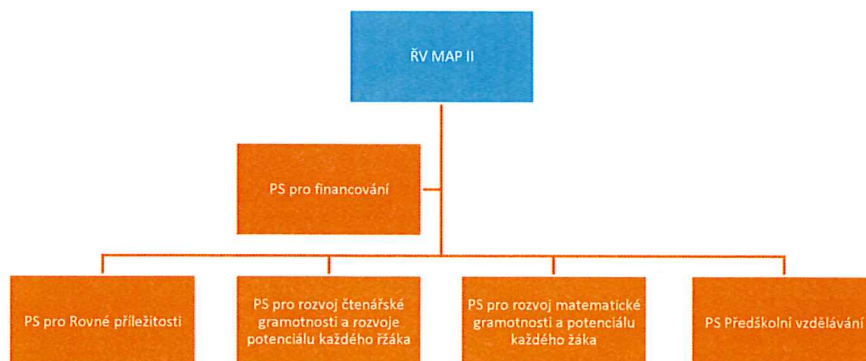 ŘV MAP II
PS pro financování
PS pro Rovné příležitosti
PS pro rozvoj čtenářské
gramotnosti a rozvoje
potenciálu každého řžáka
PS pro rozvoj matematické
gramotnosti a potenciálu
každého žáka
PS Předškolní vzdělávání